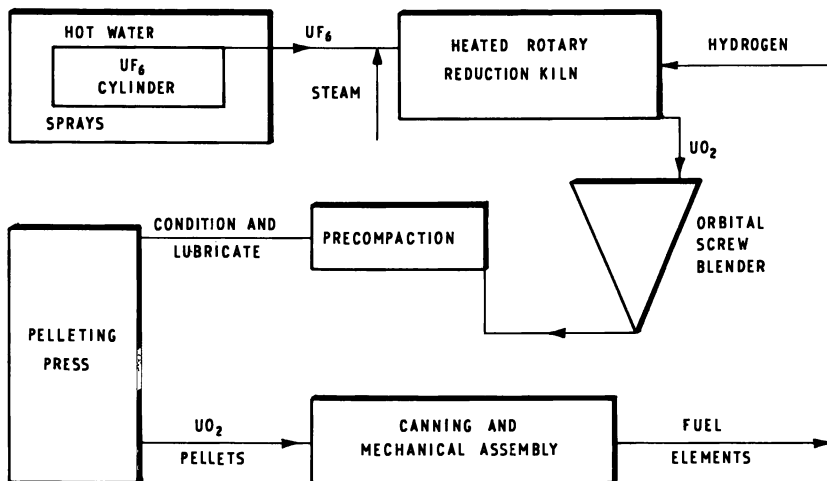 HOT WATER
UF₆
CYLINDER
SPRAYS
UF₆
STEAM
HEATED ROTARY
REDUCTION KILN
HYDROGEN
UO₂
ORBITAL
SCREW
BLENDER
PRECOMPACTION
CONDITION AND
LUBRICATE
PELLETING
PRESS
UO₂
PELLETS
CANNING AND
MECHANICAL ASSEMBLY
FUEL
ELEMENTS